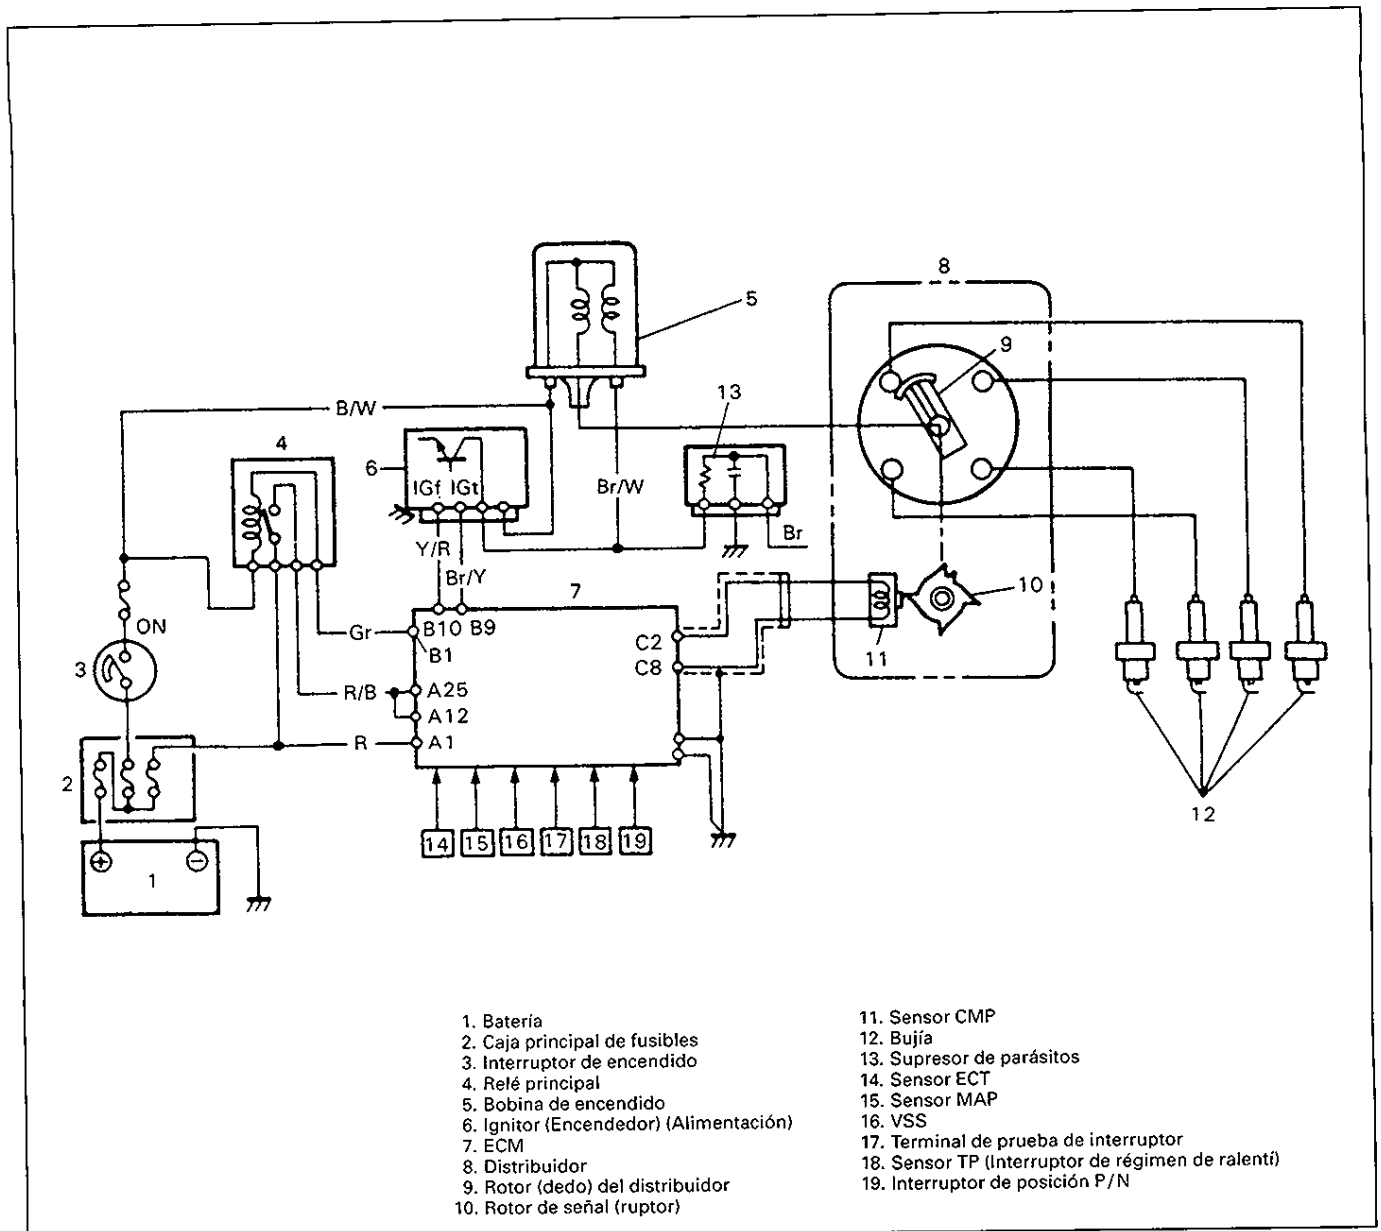 8
5
9
13
B/W
4
6
IGf IGt
Br/W
Br
Y/R
Br/Y
7
10
ON
Gr
B10 B9
B1
C2
C8
11
3
R/B
A25
A12
R
A1
2
12
14 15 16 17 18 19
+
−
1
1. Batería
2. Caja principal de fusibles
3. Interruptor de encendido
4. Relé principal
5. Bobina de encendido
6. Ignitor (Encendedor) (Alimentación)
7. ECM
8. Distribuidor
9. Rotor (dedo) del distribuidor
10. Rotor de señal (ruptor)
11. Sensor CMP
12. Bujía
13. Supresor de parásitos
14. Sensor ECT
15. Sensor MAP
16. VSS
17. Terminal de prueba de interruptor
18. Sensor TP (Interruptor de régimen de ralentí)
19. Interruptor de posición P/N